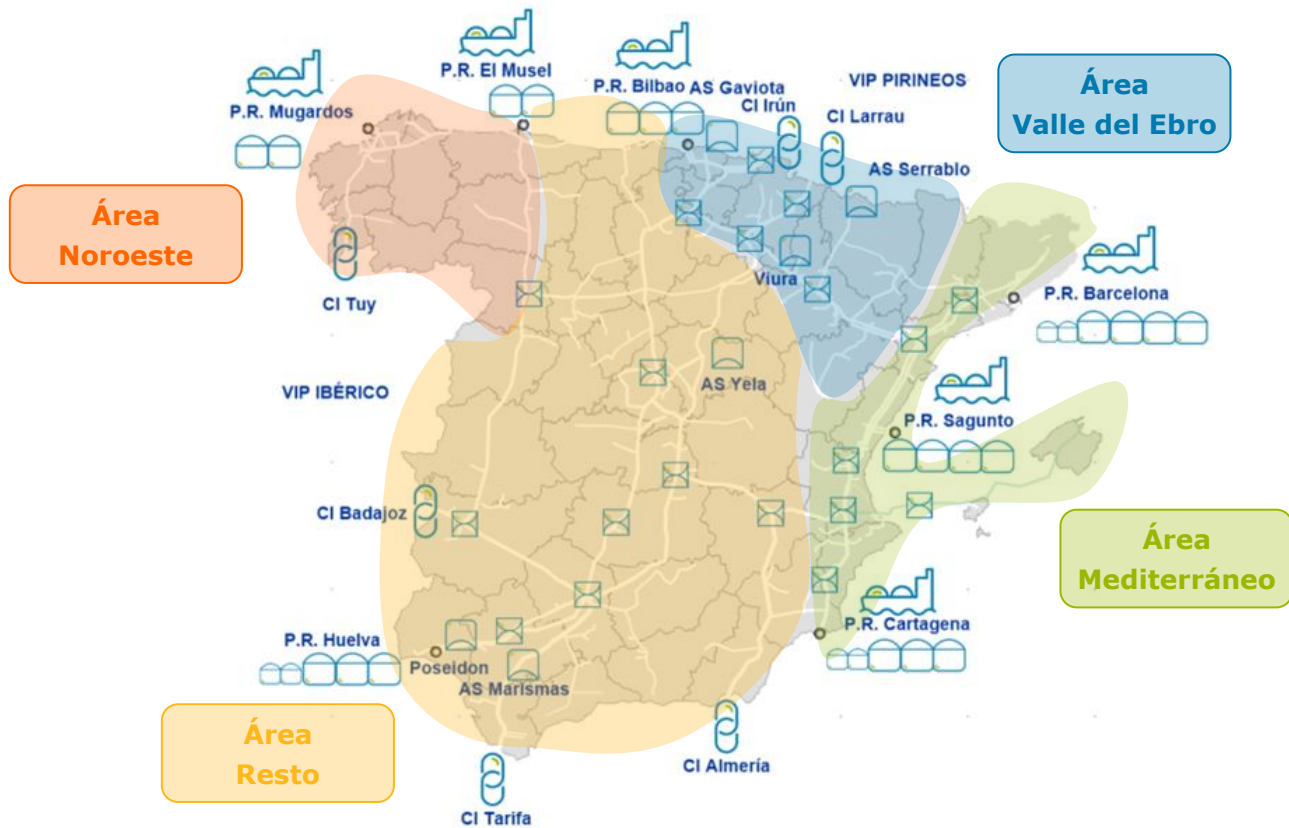 P.R. El Musel
P.R. Mugardos
P.R. Bilbao
AS Gaviota
CI Irún
VIP PIRINEOS
CI Larrau
AS Serrablo
Área
Valle del Ebro
Área
Noroeste
CI Tuy
Viura
P.R. Barcelona
VIP IBÉRICO
AS Yela
P.R. Sagunto
CI Badajoz
Área
Mediterráneo
P.R. Huelva
Poseidon
AS Marismas
P.R. Cartagena
Área
Resto
CI Almería
CI Tarifa